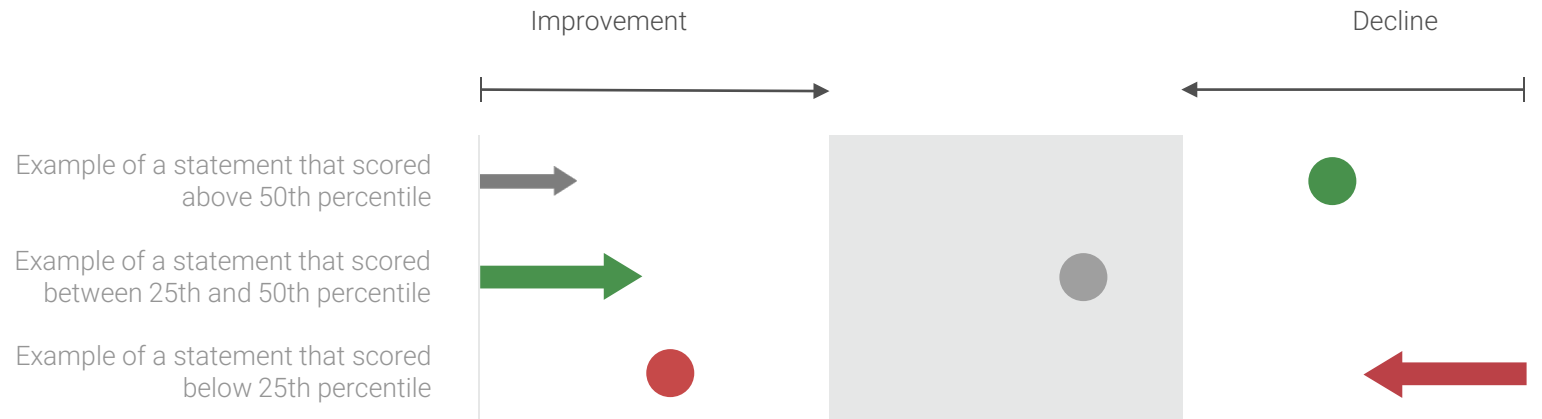 Improvement
Decline
Example of a statement that scored
above 50th percentile
Example of a statement that scored
between 25th and 50th percentile
Example of a statement that scored
below 25th percentile